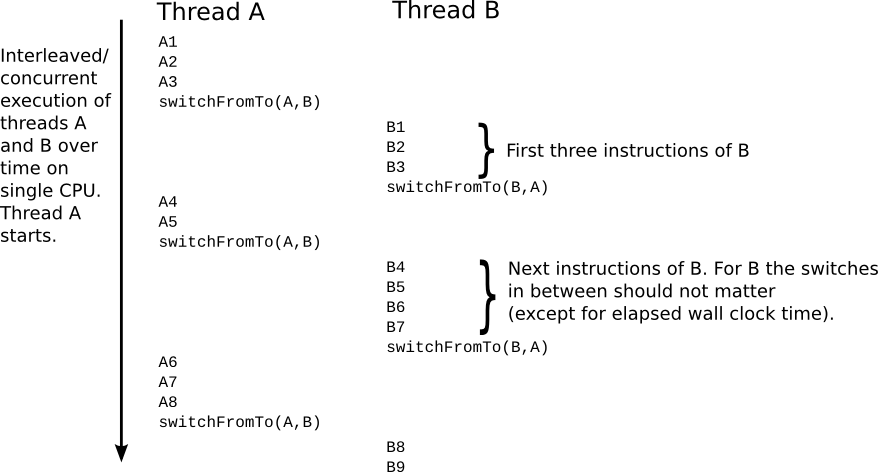 Thread A
Thread B
Interleaved/
concurrent
execution of
threads A
and B over
time on
single CPU.
Thread A
starts.
A1
A2
A3
switchFromTo(A,B)
B1
B2
B3
First three instructions of B
switchFromTo(B,A)
A4
A5
switchFromTo(A,B)
B4
B5
B6
B7
Next instructions of B. For B the switches
in between should not matter
(except for elapsed wall clock time).
switchFromTo(B,A)
A6
A7
A8
switchFromTo(A,B)
B8
B9